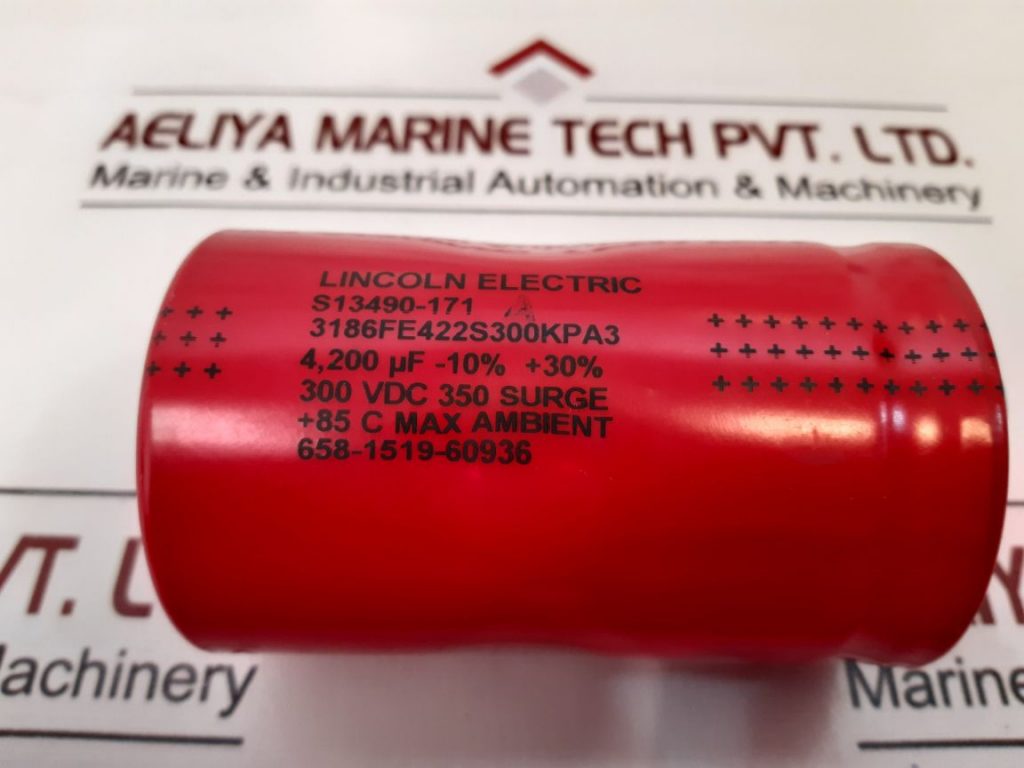 AELIYA MARINE TECH PVT. LTD.
Marine & Industrial Automation & Machinery
LINCOLN ELECTRIC
S13490-171
3186FE422S300KPA3
4,200 µF -10% +30%
300 VDC 350 SURGE
+85 C MAX AMBIENT
658-1519-60936
+ + +
+ + +
+ + +
+ + + + + + + + + +
+ + + + + + + + + +
+ + + + + + + + + +
VT. L
achinery
Marine